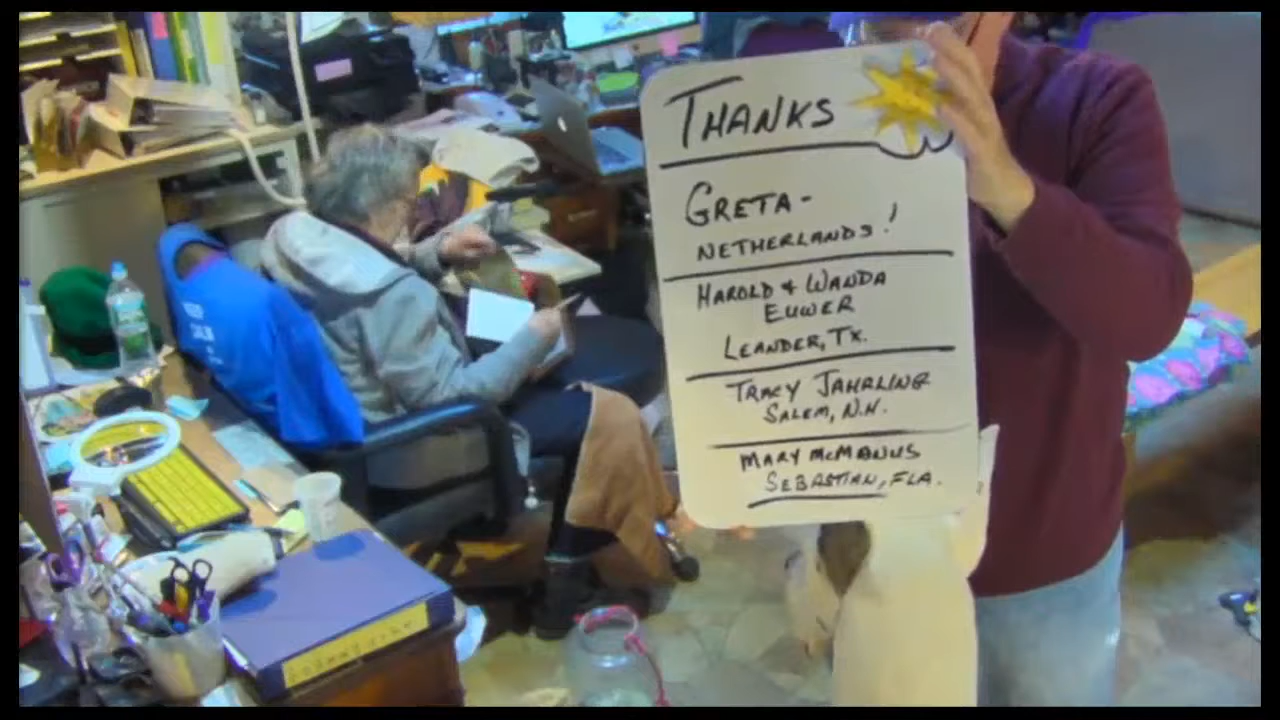 THANKS
GRETA-
NETHERLANDS!
HAROLD & WANDA
EUWER
LEANDER, TX.
TRACY JAHRLING
SALEM, N.H.
MARY MCMANUS
SEBASTIAN, FLA.